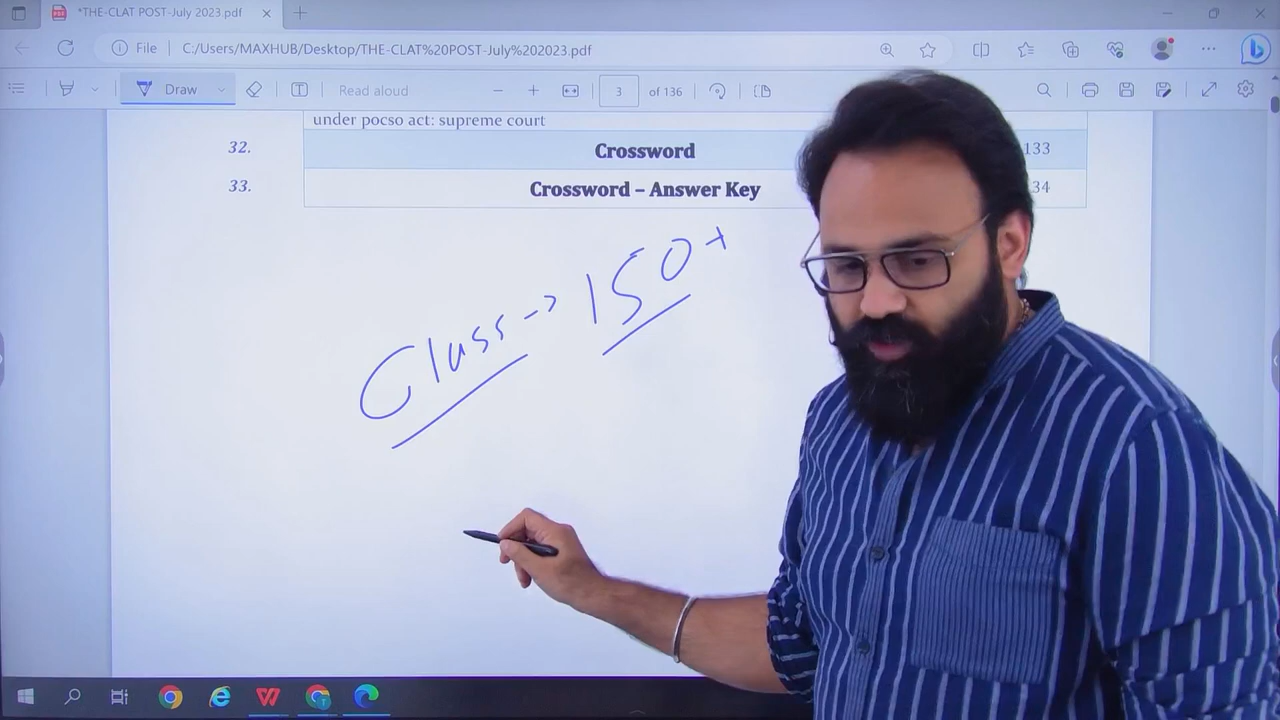 *THE-CLAT POST-July 2023.pdf
File
C:/Users/MAXHUB/Desktop/THE-CLAT%20POST-July%202023.pdf
Draw
Read aloud
3
of 136
under pocso act: supreme court
32.
Crossword
133
33.
Crossword – Answer Key
34
Class -> 150+